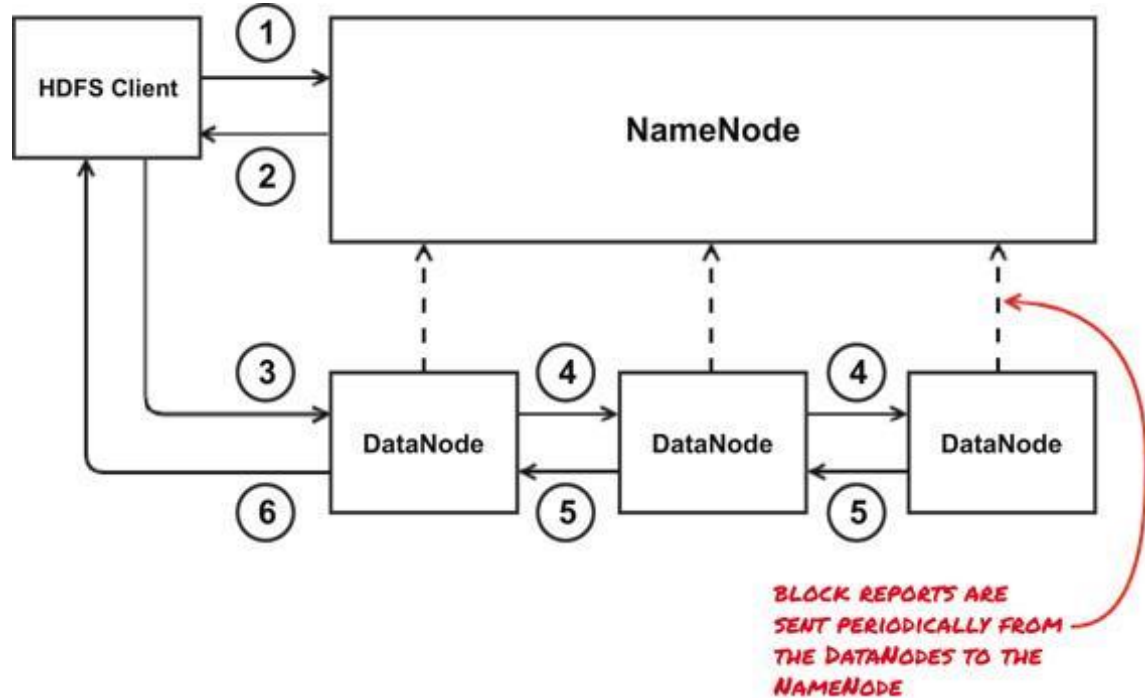 1
HDFS Client
NameNode
2
3
4
4
DataNode
DataNode
DataNode
6
5
5
BLOCK REPORTS ARE
SENT PERIODICALLY FROM
THE DATANODES TO THE
NAMENODE